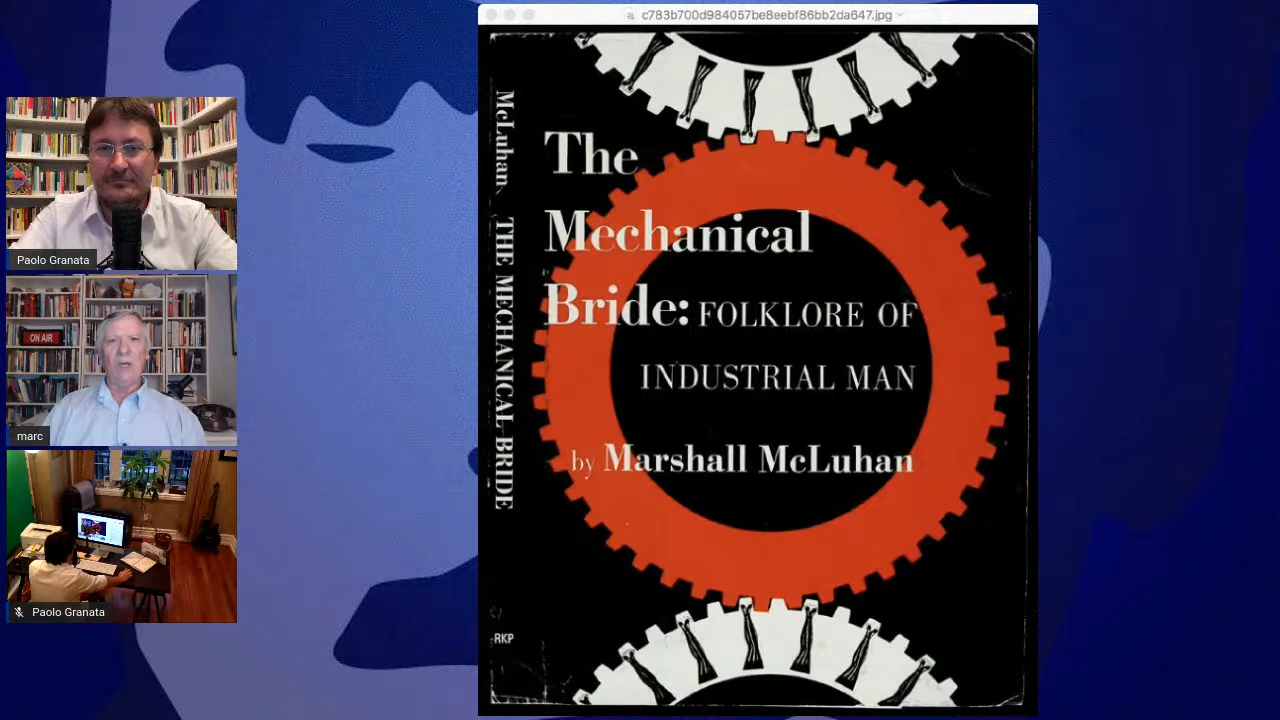 c783b700d984057be8eebf86bb2da647.jpg
McLuhan THE MECHANICAL BRIDE
RKP
The
Mechanical
Bride: FOLKLORE OF
INDUSTRIAL MAN
by Marshall McLuhan
Paolo Granata
ON AIR
marc
Paolo Granata